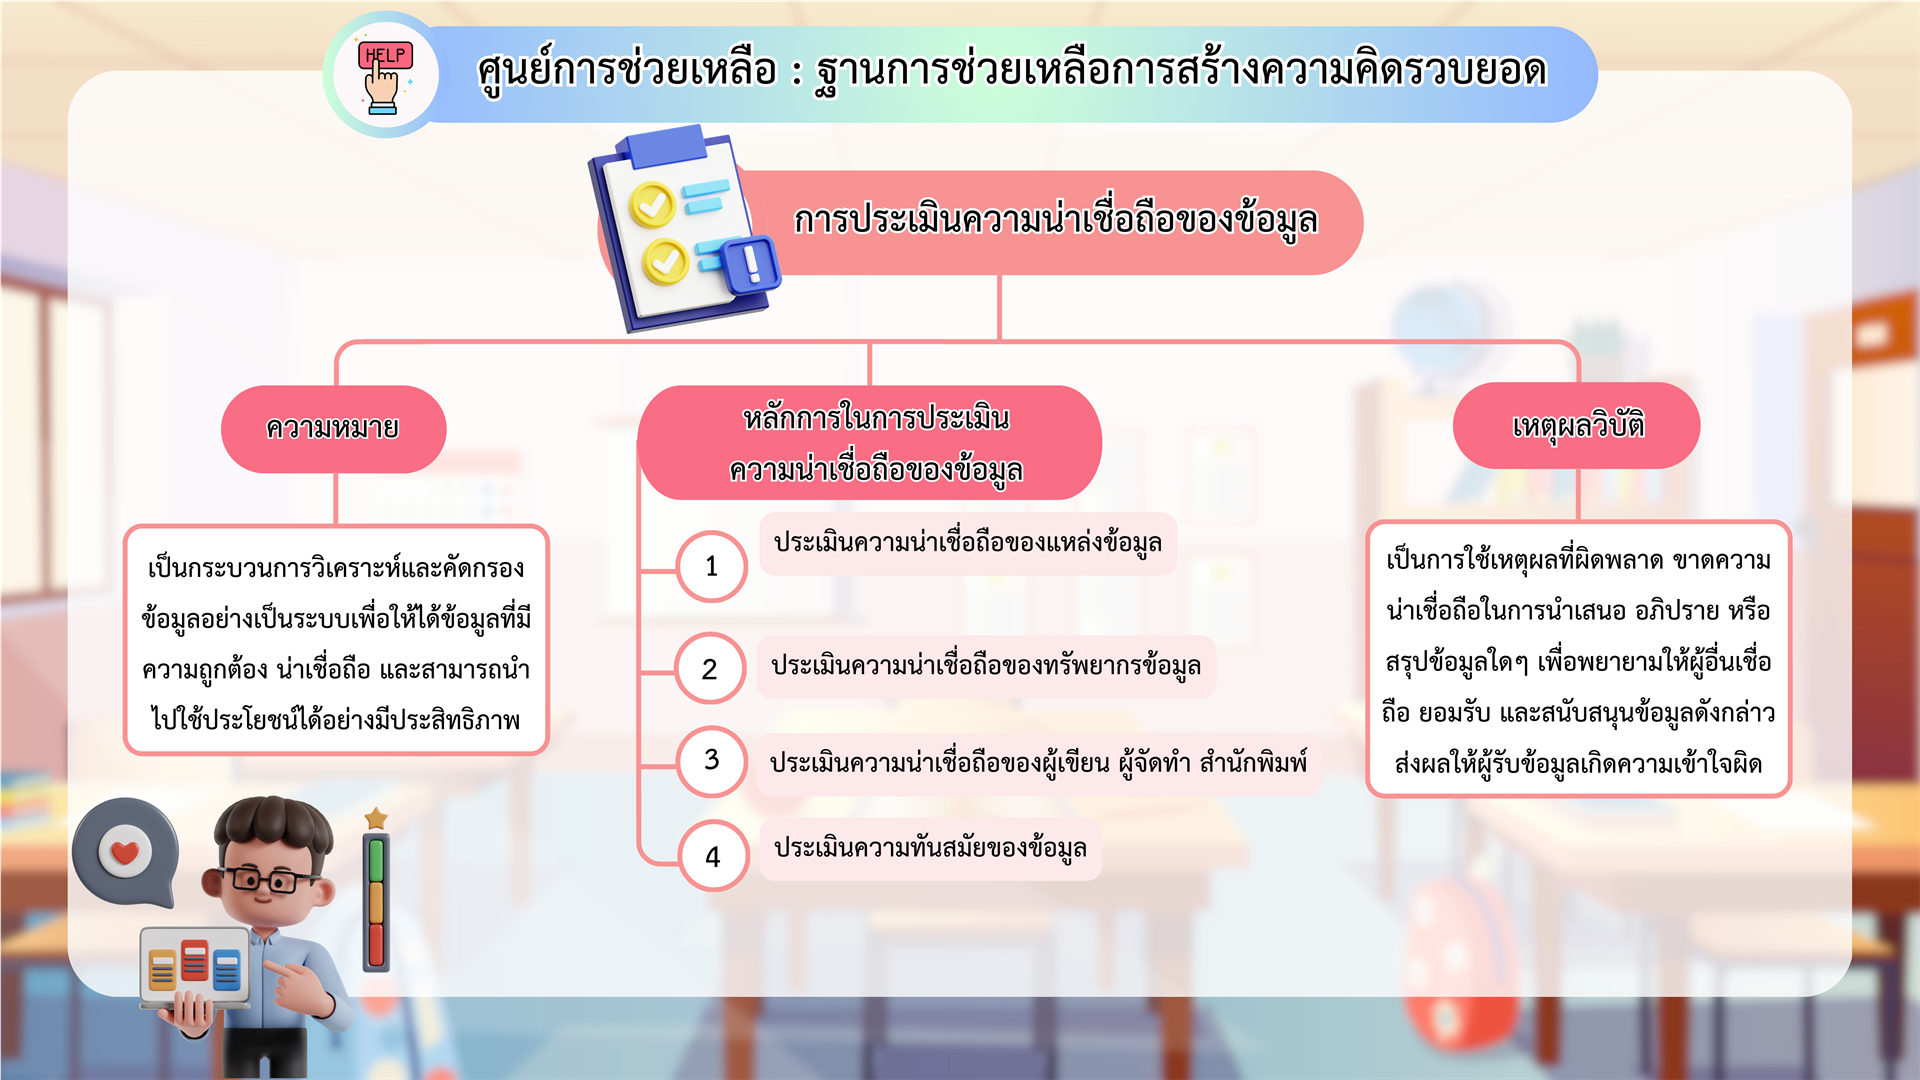 HELP
ศูนย์การช่วยเหลือ : ฐานการช่วยเหลือการสร้างความคิดรวบยอด
การประเมินความน่าเชื่อถือของข้อมูล
ความหมาย
เป็นกระบวนการวิเคราะห์และคัดกรอง
ข้อมูลอย่างเป็นระบบเพื่อให้ได้ข้อมูลที่มี
ความถูกต้อง น่าเชื่อถือ และสามารถนำ
ไปใช้ประโยชน์ได้อย่างมีประสิทธิภาพ
หลักการในการประเมิน
ความน่าเชื่อถือของข้อมูล
1 ประเมินความน่าเชื่อถือของแหล่งข้อมูล
2 ประเมินความน่าเชื่อถือของทรัพยากรข้อมูล
3 ประเมินความน่าเชื่อถือของผู้เขียน ผู้จัดทำ สำนักพิมพ์
4 ประเมินความทันสมัยของข้อมูล
เหตุผลวิบัติ
เป็นการใช้เหตุผลที่ผิดพลาด ขาดความ
น่าเชื่อถือในการนำเสนอ อภิปราย หรือ
สรุปข้อมูลใดๆ เพื่อพยายามให้ผู้อื่นเชื่อ
ถือ ยอมรับ และสนับสนุนข้อมูลดังกล่าว
ส่งผลให้ผู้รับข้อมูลเกิดความเข้าใจผิด